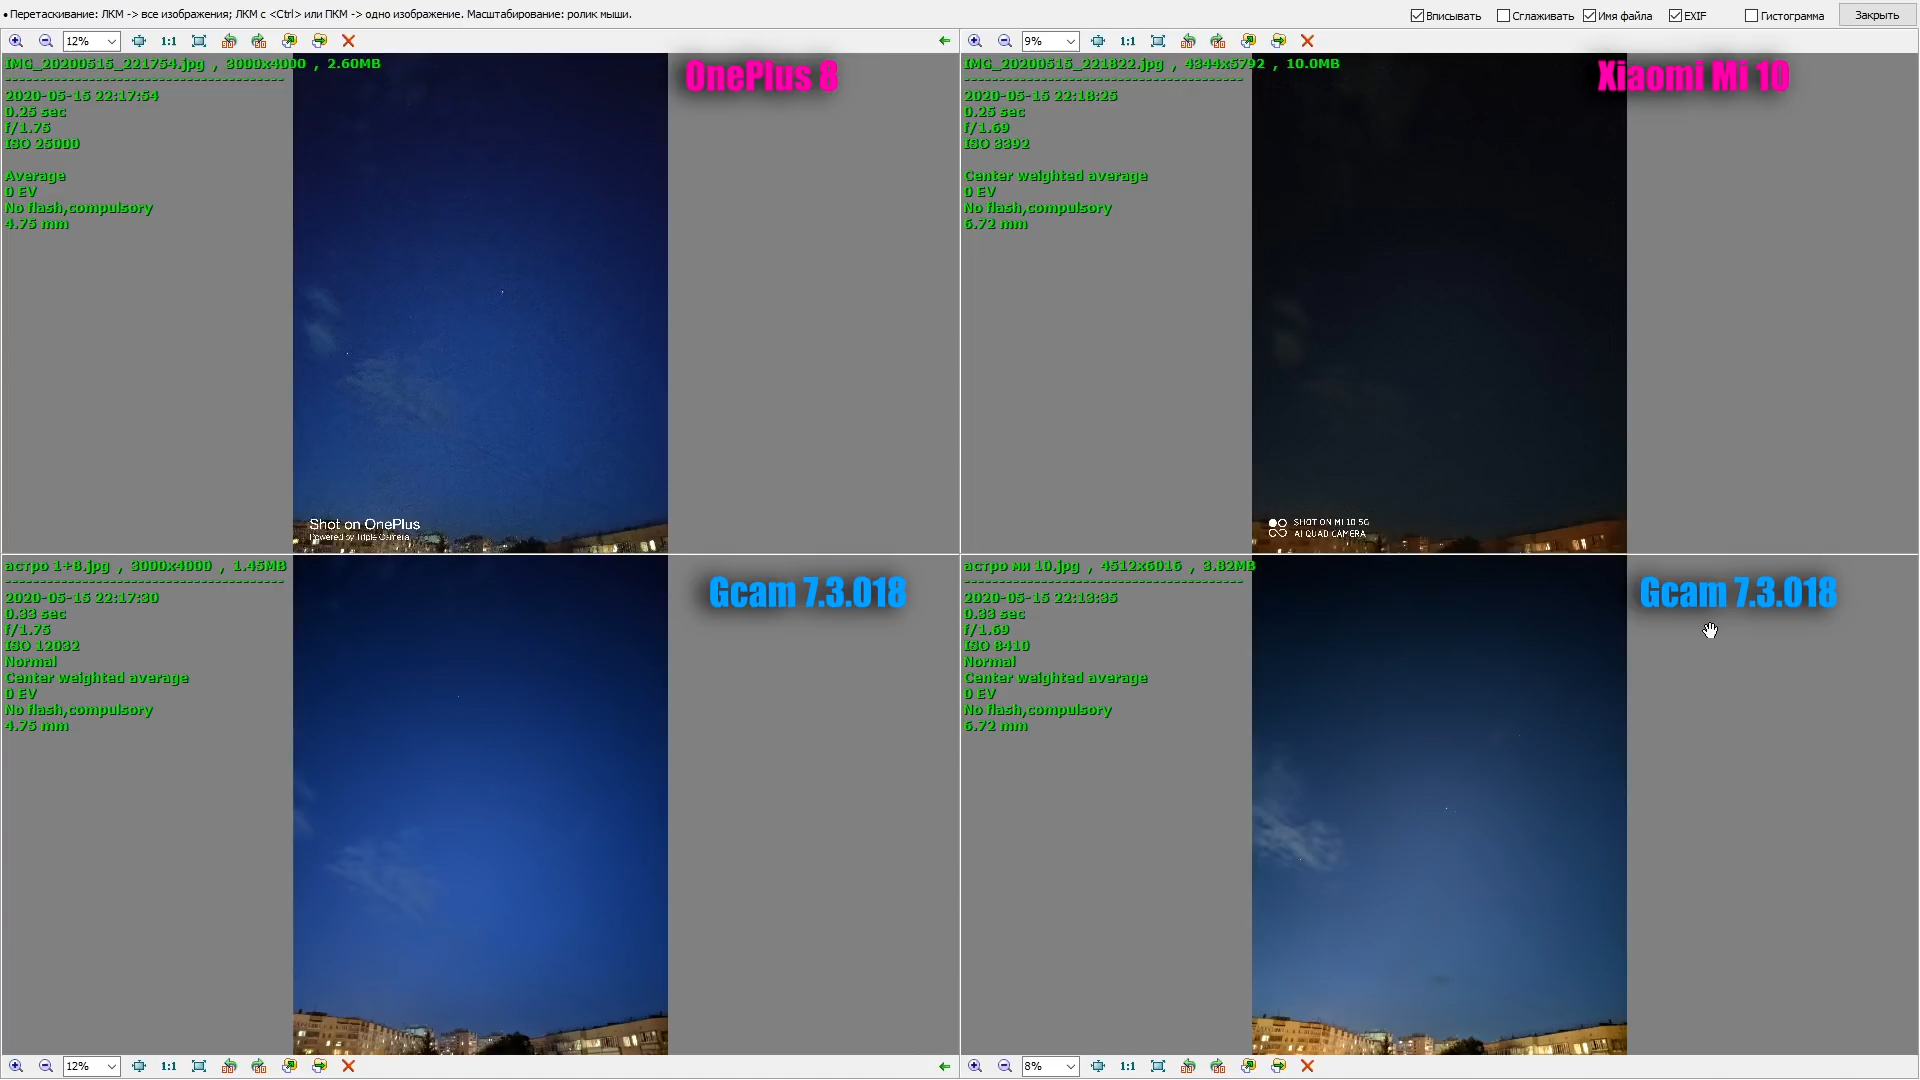 •Перетаскивание: ЛКМ -> все изображения; ЛКМ с <Ctrl> или ПКМ -> одно изображение. Масштабирование: ролик мыши.
Вписывать
Сглаживать
Имя файла
EXIF
Гистограмма
Закрыть
12%
1:1
9%
1:1
IMG_20200515_221754.jpg , 3000x4000 , 2.60MB
2020-05-15 22:17:54
0.25 sec
f/1.75
ISO 25000
Average
0 EV
No flash,compulsory
4.75 mm
OnePlus 8
Shot on OnePlus
Powered by Triple Camera
IMG_20200515_221822.jpg , 4344x5792 , 10.0MB
2020-05-15 22:18:25
0.25 sec
f/1.69
ISO 3392
Center weighted average
0 EV
No flash,compulsory
6.72 mm
Xiaomi Mi 10
SHOT ON MI 10 5G
AI QUAD CAMERA
астро 1+8.jpg , 3000x4000 , 1.45MB
2020-05-15 22:17:30
0.33 sec
f/1.75
ISO 12032
Normal
Center weighted average
0 EV
No flash,compulsory
4.75 mm
Gcam 7.3.018
астро ми 10.jpg , 4512x6016 , 3.82MB
2020-05-15 22:13:35
0.33 sec
f/1.69
ISO 8410
Normal
Center weighted average
0 EV
No flash,compulsory
6.72 mm
Gcam 7.3.018
12%
1:1
8%
1:1